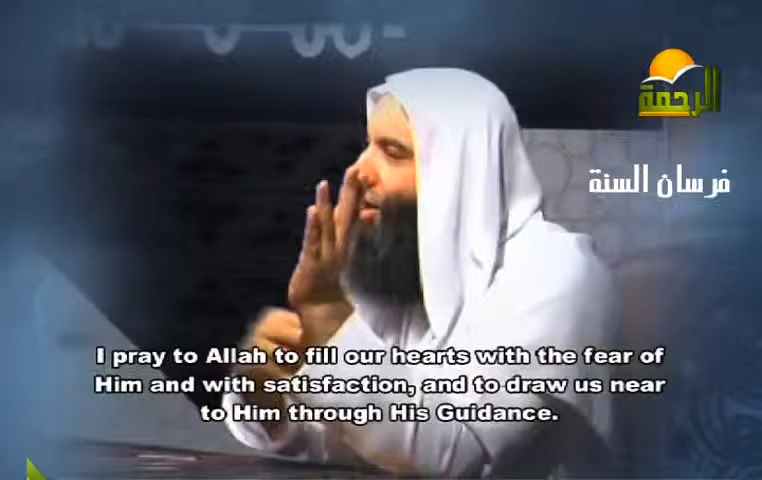 الرحمة
فرسان السنة
I pray to Allah to fill our hearts with the fear of
Him and with satisfaction, and to draw us near
to Him through His Guidance.